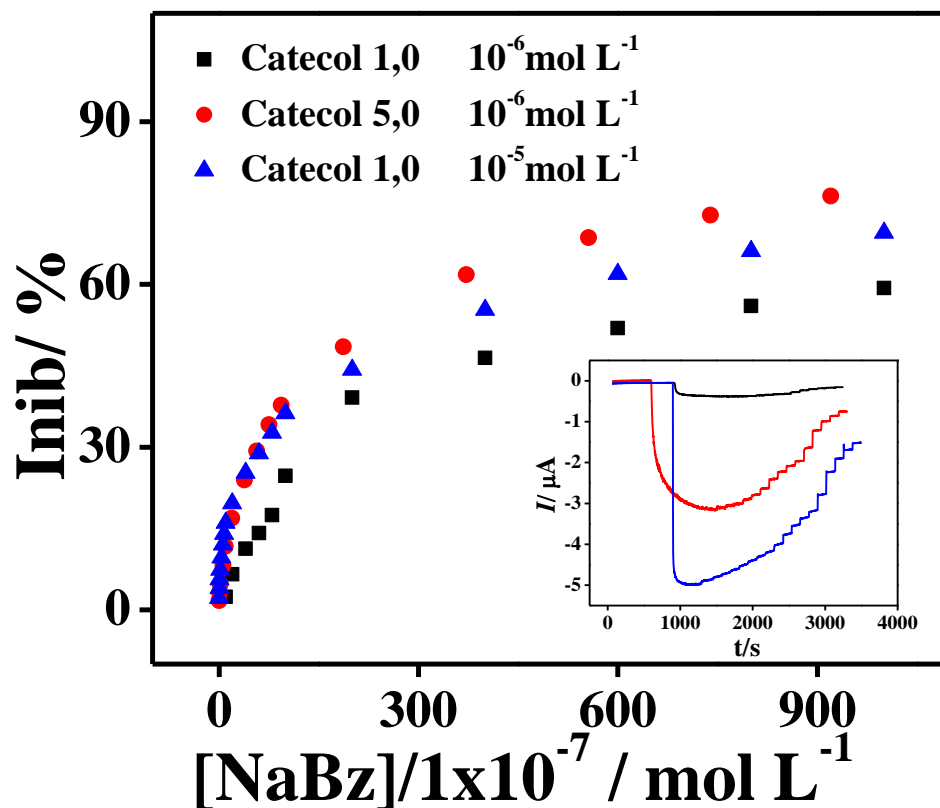 Catecol 1,0 10⁻⁶mol L⁻¹
Catecol 5,0 10⁻⁶mol L⁻¹
Catecol 1,0 10⁻⁵mol L⁻¹
Inib/ %
90
60
30
0
0 300 600 900
[NaBz]/1x10⁻⁷ / mol L⁻¹
I/ µA
0
-1
-2
-3
-4
-5
0 1000 2000 3000 4000
t/s